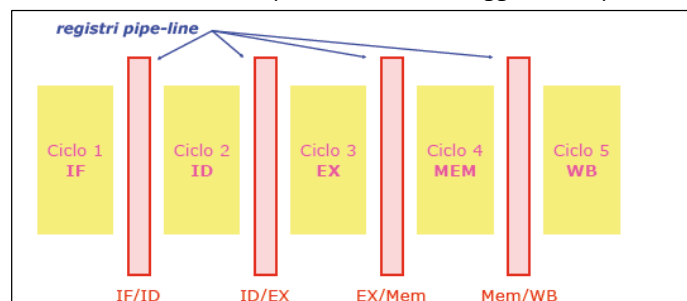 registri pipe-line
Ciclo 1
IF
Ciclo 2
ID
Ciclo 3
EX
Ciclo 4
MEM
Ciclo 5
WB
IF/ID
ID/EX
EX/Mem
Mem/WB